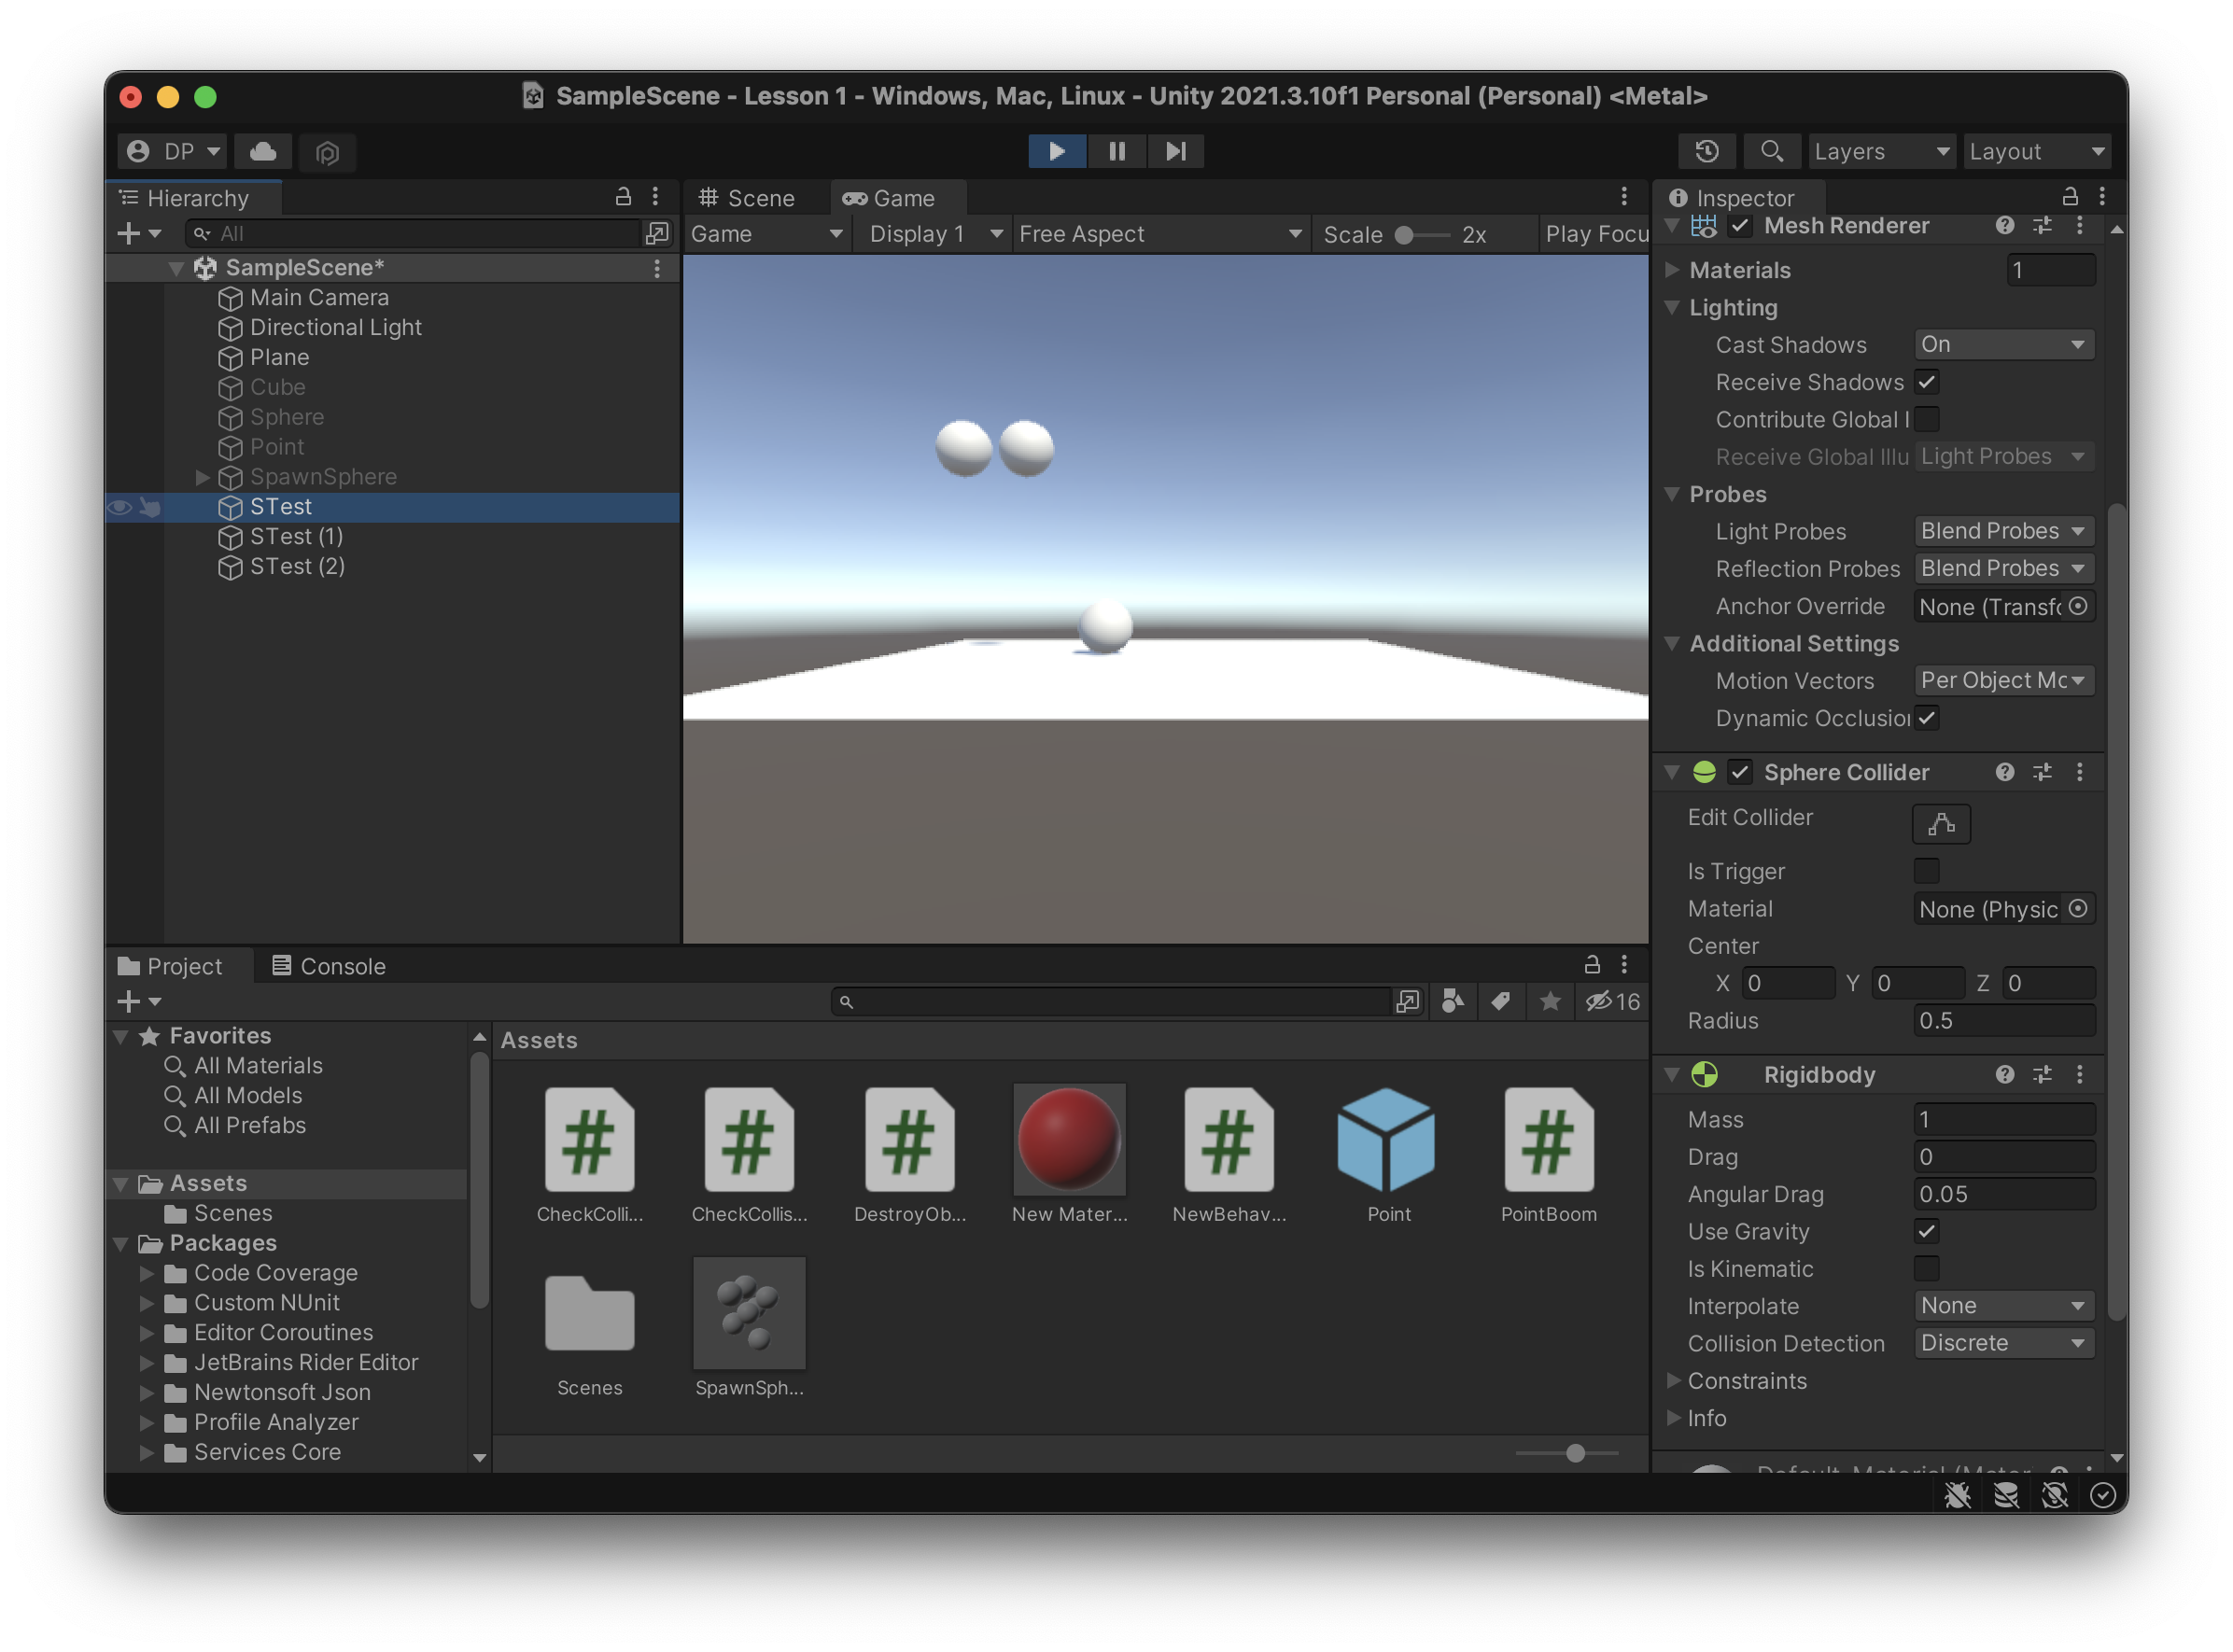 SampleScene - Lesson 1 - Windows, Mac, Linux - Unity 2021.3.10f1 Personal (Personal) <Metal>
DP
Layers
Layout
Hierarchy
All
SampleScene*
Main Camera
Directional Light
Plane
Cube
Sphere
Point
SpawnSphere
STest
STest (1)
STest (2)
Scene
Game
Game
Display 1
Free Aspect
Scale
2x
Play Focu
Inspector
Mesh Renderer
Materials
1
Lighting
Cast Shadows
On
Receive Shadows
Contribute Global I
Receive Global Illu
Light Probes
Probes
Light Probes
Blend Probes
Reflection Probes
Blend Probes
Anchor Override
None (Transfo
Additional Settings
Motion Vectors
Per Object Mo
Dynamic Occlusion
Sphere Collider
Edit Collider
Is Trigger
Material
None (Physic
Center
X 0 Y 0 Z 0
Radius
0.5
Rigidbody
Mass
1
Drag
0
Angular Drag
0.05
Use Gravity
Is Kinematic
Interpolate
None
Collision Detection
Discrete
Constraints
Info
Project
Console
16
Favorites
All Materials
All Models
All Prefabs
Assets
Scenes
Packages
Code Coverage
Custom NUnit
Editor Coroutines
JetBrains Rider Editor
Newtonsoft Json
Profile Analyzer
Services Core
Assets
CheckColli...
CheckCollis...
DestroyOb...
New Mater...
NewBehav...
Point
PointBoom
Scenes
SpawnSph...